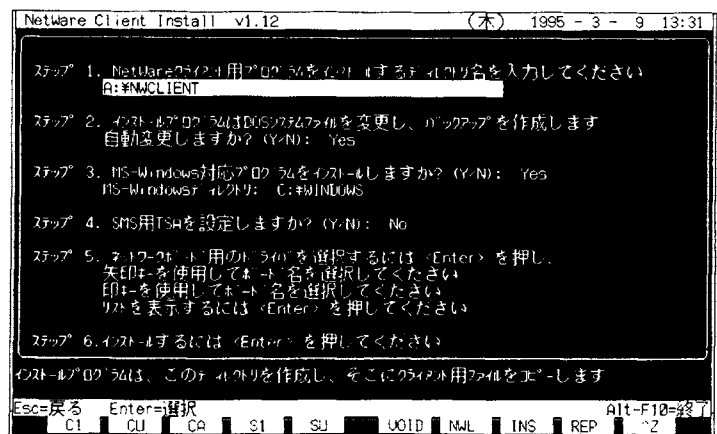 NetWare Client Install v1.12 (木) 1995 - 3 - 9 13:31
ｽﾃｯﾌﾟ 1. NetWareｸﾗｲｱﾝﾄ用ﾌﾟﾛｸﾞﾗﾑをｲﾝｽﾄｰﾙするﾃﾞｨﾚｸﾄﾘ名を入力してください
A:¥NWCLIENT
ｽﾃｯﾌﾟ 2. ｲﾝｽﾄｰﾙﾌﾟﾛｸﾞﾗﾑはDOSｼｽﾃﾑﾌｧｲﾙを変更し、ﾊﾞｯｸｱｯﾌﾟを作成します
自動変更しますか? (Y/N): Yes
ｽﾃｯﾌﾟ 3. MS-Windows対応ﾌﾟﾛｸﾞﾗﾑをｲﾝｽﾄｰﾙしますか? (Y/N): Yes
MS-Windowsﾃﾞｨﾚｸﾄﾘ: C:¥WINDOWS
ｽﾃｯﾌﾟ 4. SMS用TSAを設定しますか? (Y/N): No
ｽﾃｯﾌﾟ 5. ﾈｯﾄﾜｰｸﾎﾞｰﾄﾞ用のﾄﾞﾗｲﾊﾞを選択するには <Enter> を押し、
矢印ｷｰを使用してﾎﾞｰﾄﾞ名を選択してください
印ｷｰを使用してﾎﾞｰﾄﾞ名を選択してください
ﾘｽﾄを表示するには <Enter> を押してください
ｽﾃｯﾌﾟ 6.ｲﾝｽﾄｰﾙするには <Enter> を押してください
ｲﾝｽﾄｰﾙﾌﾟﾛｸﾞﾗﾑは、このﾃﾞｨﾚｸﾄﾘを作成し、そこにｸﾗｲｱﾝﾄ用ﾌｧｲﾙをｺﾋﾟｰします
Esc=戻る Enter=選択 Alt-F10=終了
C1 CU CA S1 SU VOID NWL INS REP ^Z